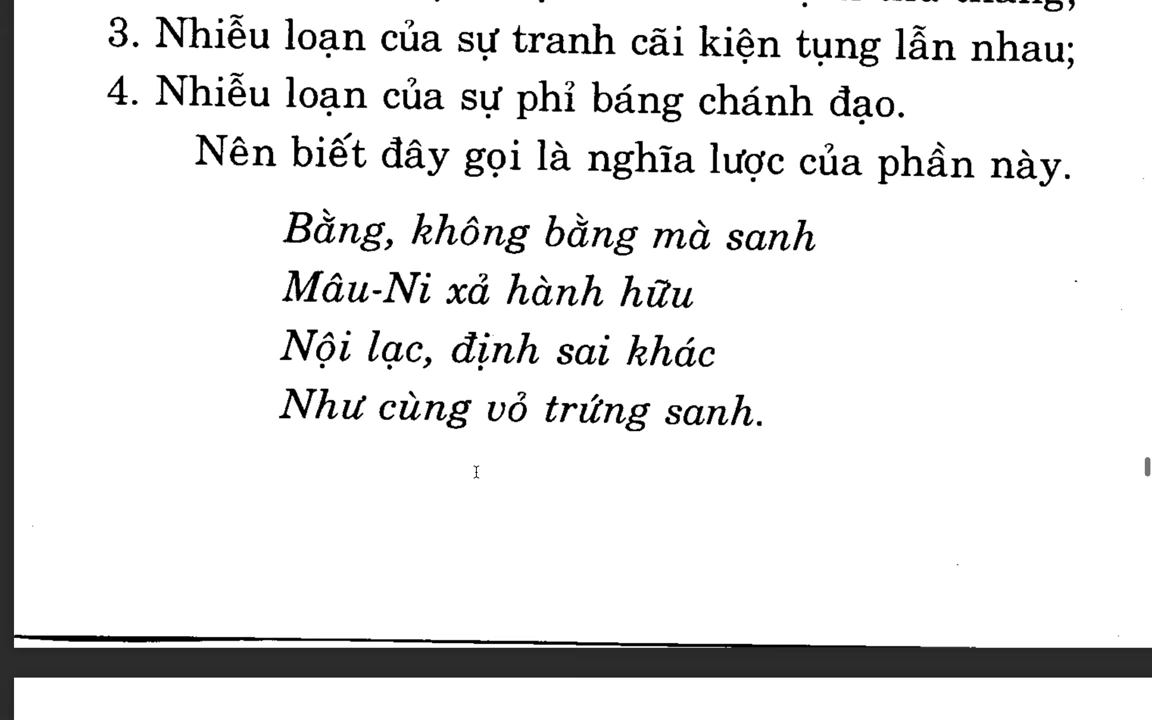 3. Nhiễu loạn của sự tranh cãi kiện tụng lẫn nhau;
4. Nhiễu loạn của sự phỉ báng chánh đạo.
Nên biết đây gọi là nghĩa lược của phần này.
Bằng, không bằng mà sanh
Mâu-Ni xả hành hữu
Nội lạc, định sai khác
Như cùng vỏ trứng sanh.